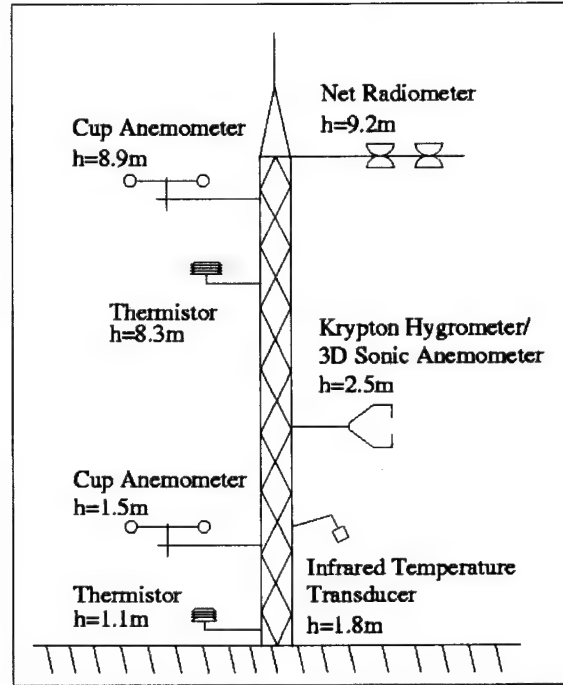 Net Radiometer
h=9.2m
Cup Anemometer
h=8.9m
Thermistor
h=8.3m
Krypton Hygrometer/
3D Sonic Anemometer
h=2.5m
Cup Anemometer
h=1.5m
Infrared Temperature
Transducer
h=1.8m
Thermistor
h=1.1m